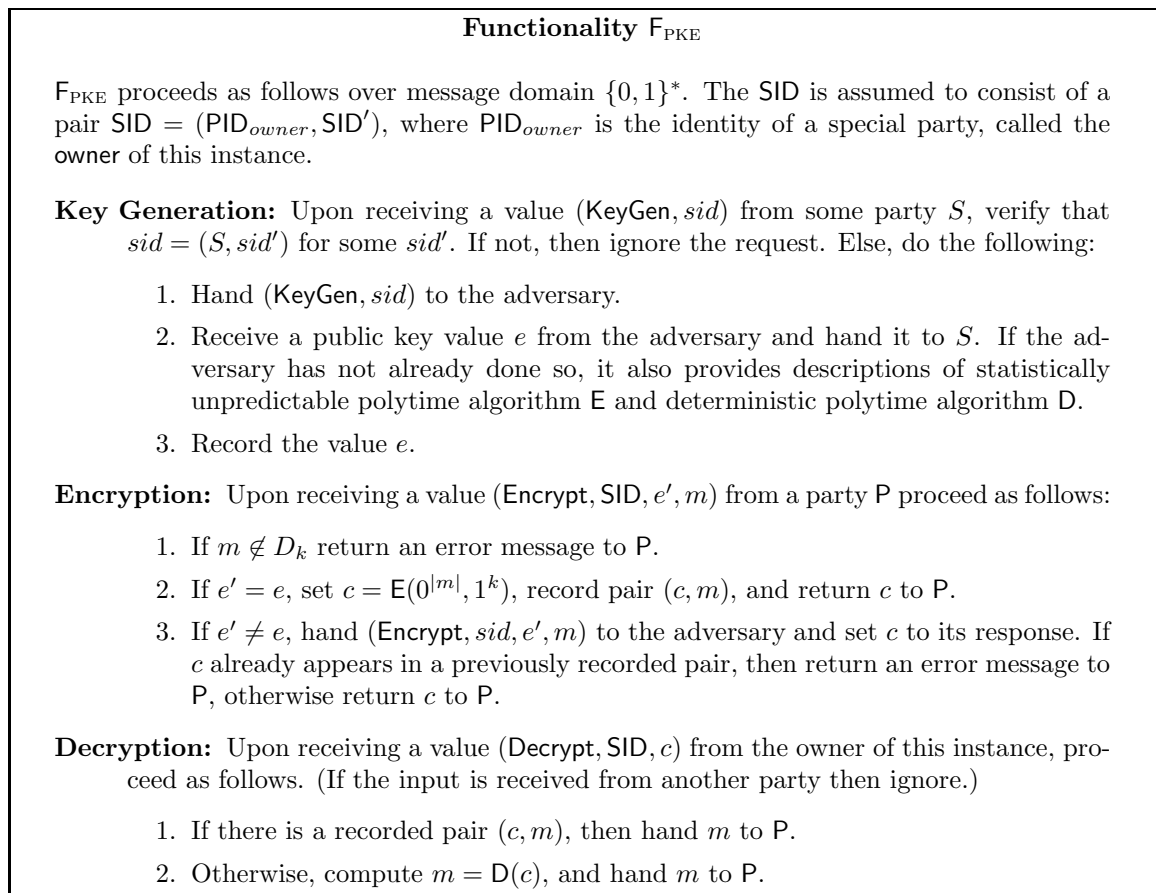 Functionality F_PKE
F_PKE proceeds as follows over message domain {0, 1}*. The SID is assumed to consist of a
pair SID = (PID_owner, SID′), where PID_owner is the identity of a special party, called the
owner of this instance.
Key Generation: Upon receiving a value (KeyGen, sid) from some party S, verify that
sid = (S, sid′) for some sid′. If not, then ignore the request. Else, do the following:
1. Hand (KeyGen, sid) to the adversary.
2. Receive a public key value e from the adversary and hand it to S. If the ad-
versary has not already done so, it also provides descriptions of statistically
unpredictable polytime algorithm E and deterministic polytime algorithm D.
3. Record the value e.
Encryption: Upon receiving a value (Encrypt, SID, e′, m) from a party P proceed as follows:
1. If m ∉ D_k return an error message to P.
2. If e′ = e, set c = E(0^|m|, 1^k), record pair (c, m), and return c to P.
3. If e′ ≠ e, hand (Encrypt, sid, e′, m) to the adversary and set c to its response. If
c already appears in a previously recorded pair, then return an error message to
P, otherwise return c to P.
Decryption: Upon receiving a value (Decrypt, SID, c) from the owner of this instance, pro-
ceed as follows. (If the input is received from another party then ignore.)
1. If there is a recorded pair (c, m), then hand m to P.
2. Otherwise, compute m = D(c), and hand m to P.